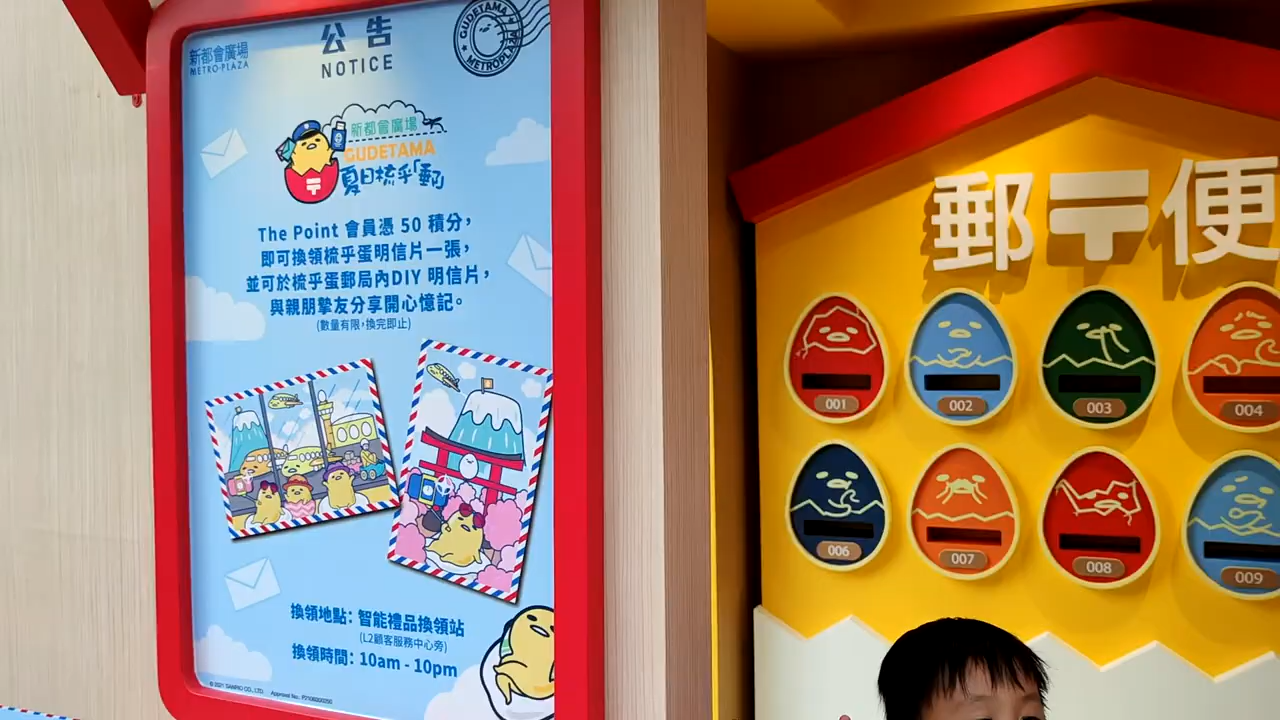 新都會廣場
METROPLAZA
公告
NOTICE
GUDETAMA
METROPLAZA
新都會廣場
GUDETAMA
夏日梳乎「郵」
The Point 會員憑 50 積分，
即可換領梳乎蛋明信片一張，
並可於梳乎蛋郵局內DIY 明信片，
與親朋摯友分享開心憶記。
(數量有限，換完即止)
換領地點：智能禮品換領站
(L2顧客服務中心旁)
換領時間：10am - 10pm
© 2021 SANRIO CO., LTD.
郵〒便
001
002
003
004
006
007
008
009